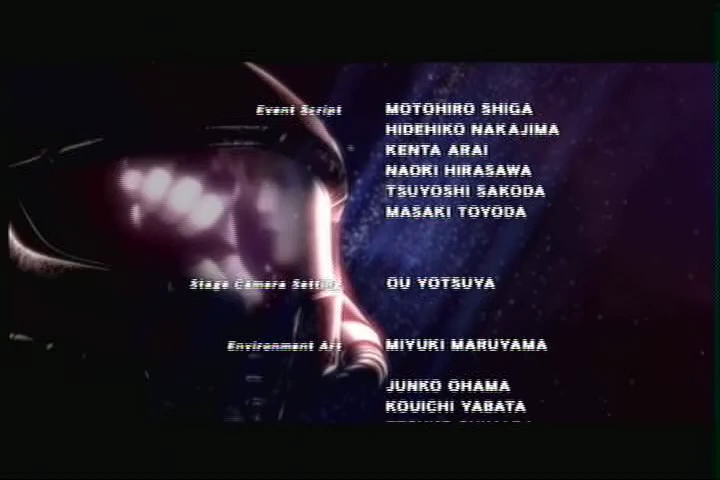 Event Script MOTOHIRO SHIGA
HIDEHIKO NAKAJIMA
KENTA ARAI
NAOKI HIRASAWA
TSUYOSHI SAKODA
MASAKI TOYODA
Stage Camera Setting OU YOTSUYA
Environment Art MIYUKI MARUYAMA
JUNKO OHAMA
KOUICHI YABATA